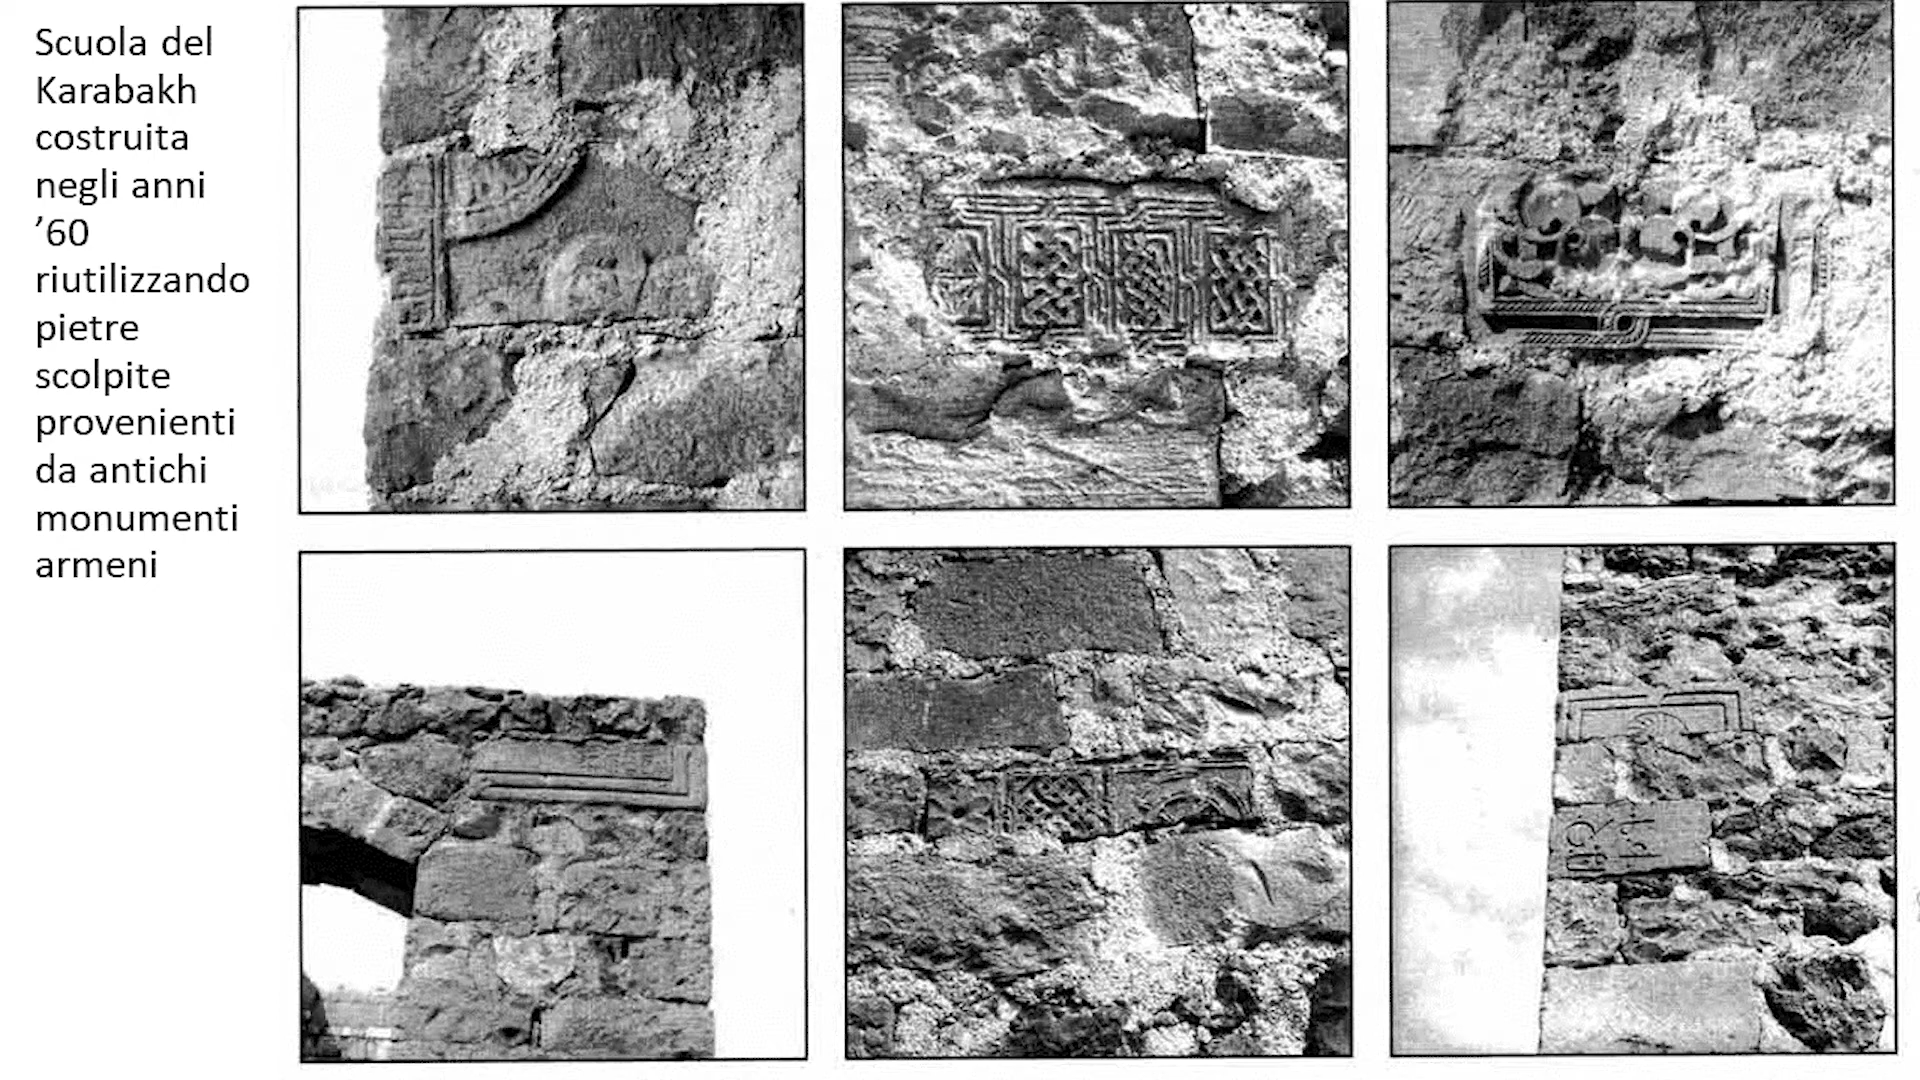 Scuola del
Karabakh
costruita
negli anni
’60
riutilizzando
pietre
scolpite
provenienti
da antichi
monumenti
armeni